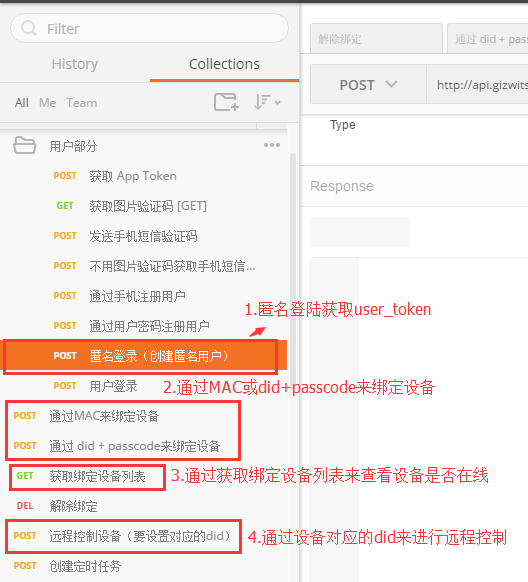 Filter
History
Collections
All Me Team
用户部分
POST 获取 App Token
GET 获取图片验证码 [GET]
POST 发送手机短信验证码
POST 不用图片验证码获取手机短信...
POST 通过手机注册用户
POST 通过用户密码注册用户
1.匿名登陆获取user_token
POST 匿名登录（创建匿名用户）
POST 用户登录
2.通过MAC或did+passcode来绑定设备
POST 通过MAC来绑定设备
POST 通过 did + passcode来绑定设备
GET 获取绑定设备列表
3.通过获取绑定设备列表来查看设备是否在线
DEL 解除绑定
POST 远程控制设备（要设置对应的did）
4.通过设备对应的did来进行远程控制
POST 创建定时任务
解除绑定
通过 did + pass
POST
http://api.gizwits
Type
Response